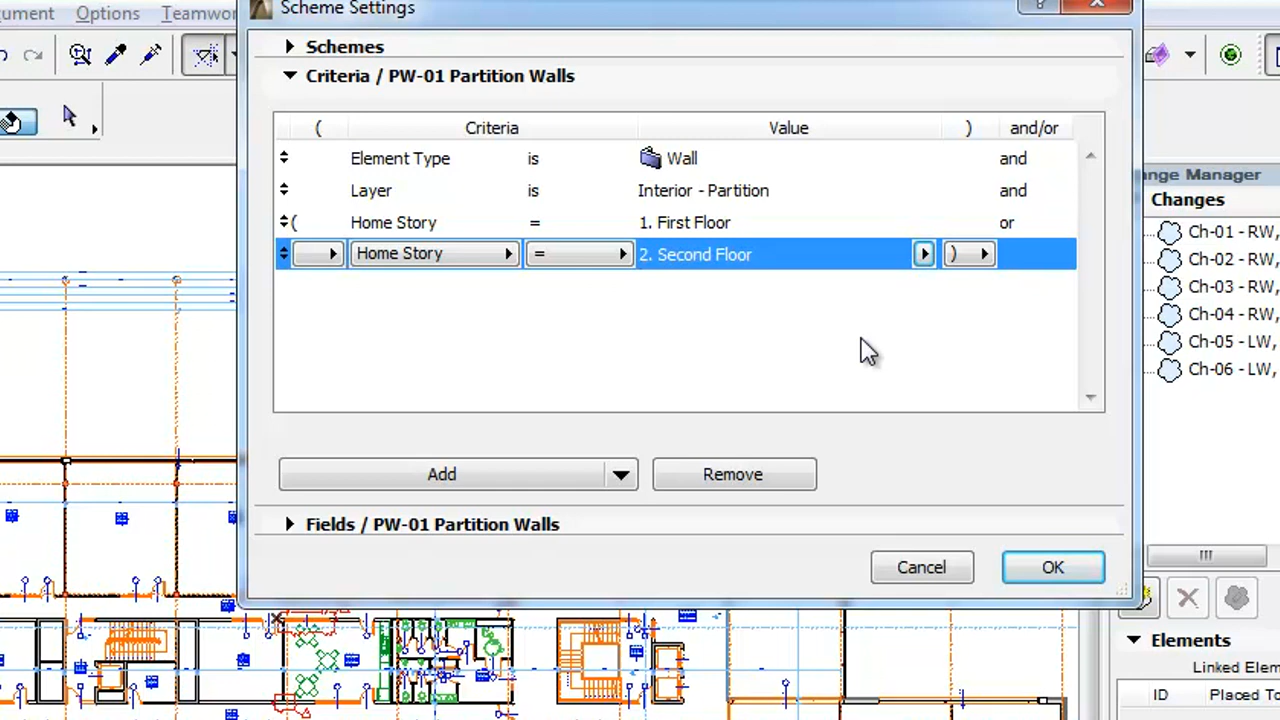 ument Options Teamwor
Scheme Settings
?
Schemes
Criteria / PW-01 Partition Walls
( Criteria Value ) and/or
Element Type is Wall and
Layer is Interior - Partition and
( Home Story = 1. First Floor or
Home Story = 2. Second Floor )
Add Remove
Fields / PW-01 Partition Walls
Cancel OK
nge Manager
Changes
Ch-01 - RW,
Ch-02 - RW,
Ch-03 - RW,
Ch-04 - RW,
Ch-05 - LW,
Ch-06 - LW,
Elements
Linked Elem
ID Placed To